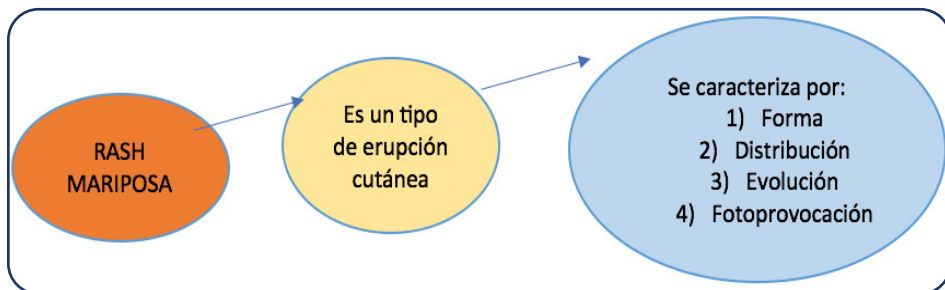 RASH
MARIPOSA
Es un tipo
de erupción
cutánea
Se caracteriza por:
1) Forma
2) Distribución
3) Evolución
4) Fotoprovocación